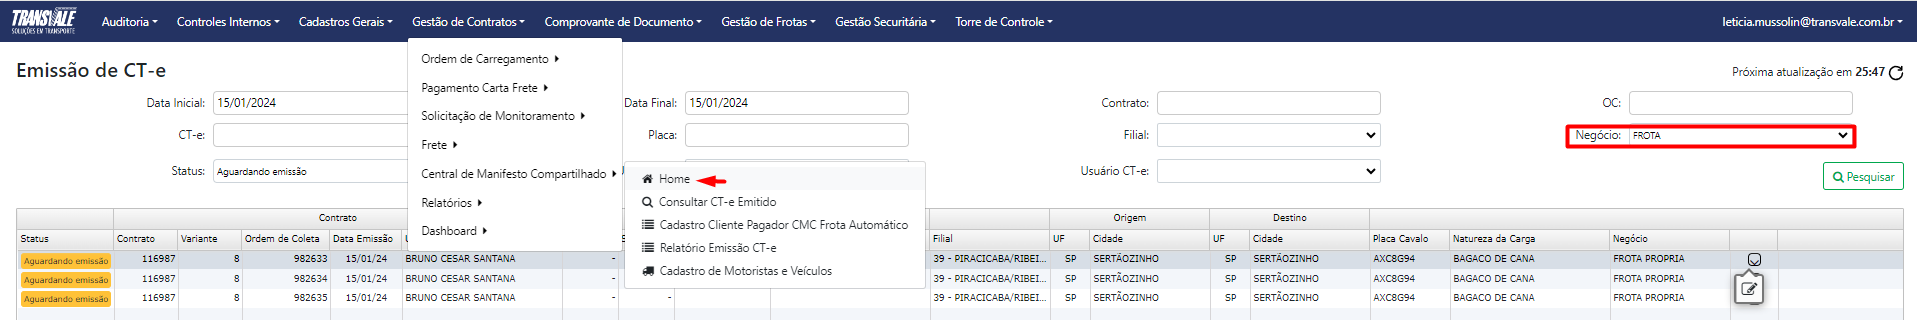 TRANSVALE
SOLUÇÕES EM TRANSPORTE
Auditoria Controles Internos Cadastros Gerais Gestão de Contratos Comprovante de Documento Gestão de Frotas Gestão Securitária Torre de Controle leticia.mussolin@transvale.com.br
Emissão de CT-e
Próxima atualização em 25:47
Data Inicial: 15/01/2024 Data Final: 15/01/2024 Contrato: OC:
CT-e: Placa: Filial: Negócio: FROTA
Status: Aguardando emissão Usuário CT-e:
Pesquisar
Ordem de Carregamento
Pagamento Carta Frete
Solicitação de Monitoramento
Frete
Central de Manifesto Compartilhado
Relatórios
Dashboard
Home
Consultar CT-e Emitido
Cadastro Cliente Pagador CMC Frota Automático
Relatório Emissão CT-e
Cadastro de Motoristas e Veículos
Contrato Origem Destino
Status Contrato Variante Ordem de Coleta Data Emissão Filial UF Cidade UF Cidade Placa Cavalo Natureza da Carga Negócio
Aguardando emissão 116987 8 982633 15/01/24 BRUNO CESAR SANTANA - 39 - PIRACICABA/RIBEI... SP SERTÃOZINHO SP SERTÃOZINHO AXC8G94 BAGACO DE CANA FROTA PROPRIA
Aguardando emissão 116987 8 982634 15/01/24 BRUNO CESAR SANTANA - 39 - PIRACICABA/RIBEI... SP SERTÃOZINHO SP SERTÃOZINHO AXC8G94 BAGACO DE CANA FROTA PROPRIA
Aguardando emissão 116987 8 982635 15/01/24 BRUNO CESAR SANTANA - - 39 - PIRACICABA/RIBEI... SP SERTÃOZINHO SP SERTÃOZINHO AXC8G94 BAGACO DE CANA FROTA PROPRIA